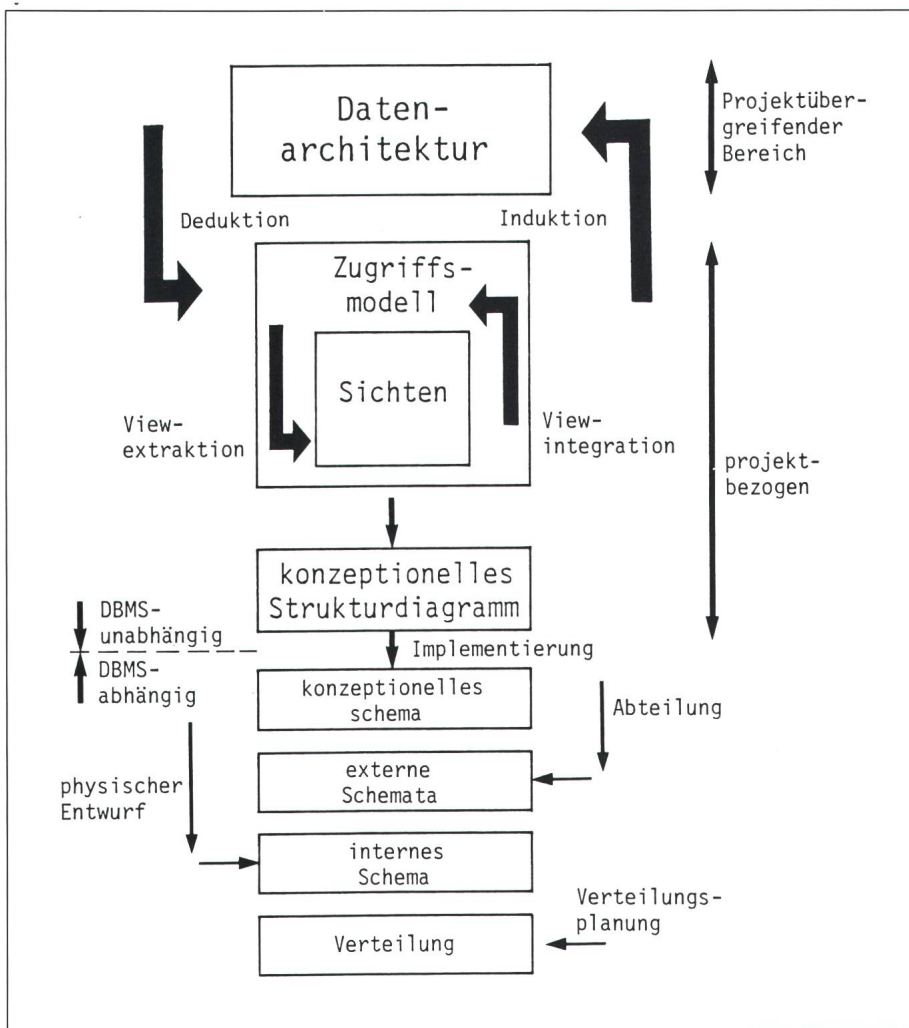 Daten-
architektur
Projektüber-
greifender
Bereich
Deduktion
Induktion
Zugriffs-
modell
Sichten
View-
extraktion
View-
integration
projekt-
bezogen
konzeptionelles
Strukturdiagramm
DBMS-
unabhängig
Implementierung
DBMS-
abhängig
konzeptionelles
schema
Abteilung
externe
Schemata
physischer
Entwurf
internes
Schema
Verteilungs-
planung
Verteilung